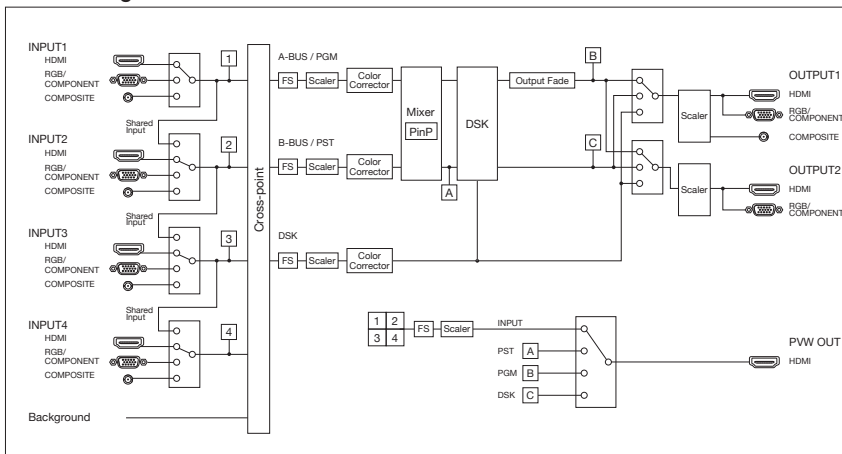 INPUT1
HDMI
RGB/
COMPONENT
COMPOSITE
Shared
Input
INPUT2
HDMI
RGB/
COMPONENT
COMPOSITE
Shared
Input
INPUT3
HDMI
RGB/
COMPONENT
COMPOSITE
Shared
Input
INPUT4
HDMI
RGB/
COMPONENT
COMPOSITE
Background
1
2
3
4
Cross-point
A-BUS / PGM
FS
Scaler
Color
Corrector
B-BUS / PST
FS
Scaler
Color
Corrector
DSK
FS
Scaler
Color
Corrector
Mixer
PinP
A
DSK
Output Fade
B
C
Scaler
Scaler
OUTPUT1
HDMI
RGB/
COMPONENT
COMPOSITE
OUTPUT2
HDMI
RGB/
COMPONENT
1 2
3 4
FS
Scaler
INPUT
PST A
PGM B
DSK C
PVW OUT
HDMI